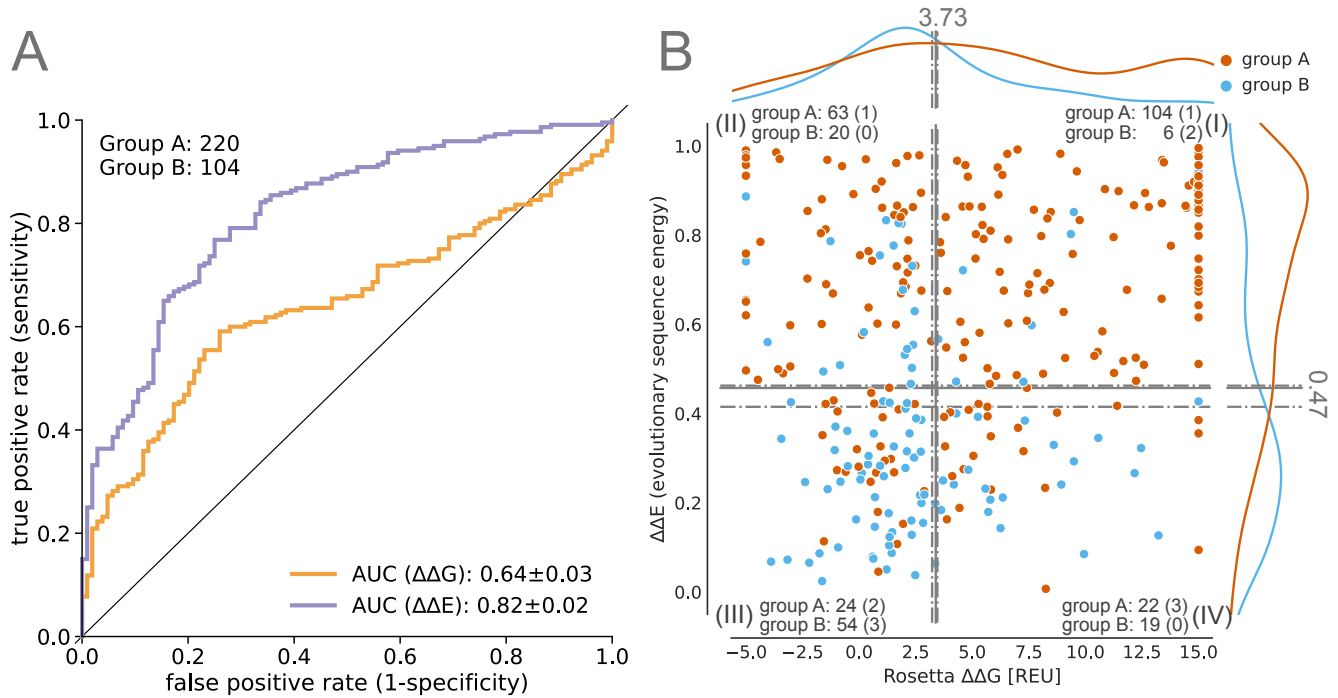 A
Group A: 220
Group B: 104
1.0
0.8
0.6
0.4
0.2
0.0
true positive rate (sensitivity)
AUC (ΔΔG): 0.64±0.03
AUC (ΔΔE): 0.82±0.02
0.0 0.2 0.4 0.6 0.8 1.0
false positive rate (1-specificity)
B
3.73
group A
group B
(II) group A: 63 (1)
group B: 20 (0)
group A: 104 (1) (I)
group B: 6 (2)
1.0
0.8
0.6
0.4
0.2
0.0
ΔΔE (evolutionary sequence energy)
0.47
(III) group A: 24 (2)
group B: 54 (3)
group A: 22 (3) (IV)
group B: 19 (0)
−5.0 −2.5 0.0 2.5 5.0 7.5 10.0 12.5 15.0
Rosetta ΔΔG [REU]